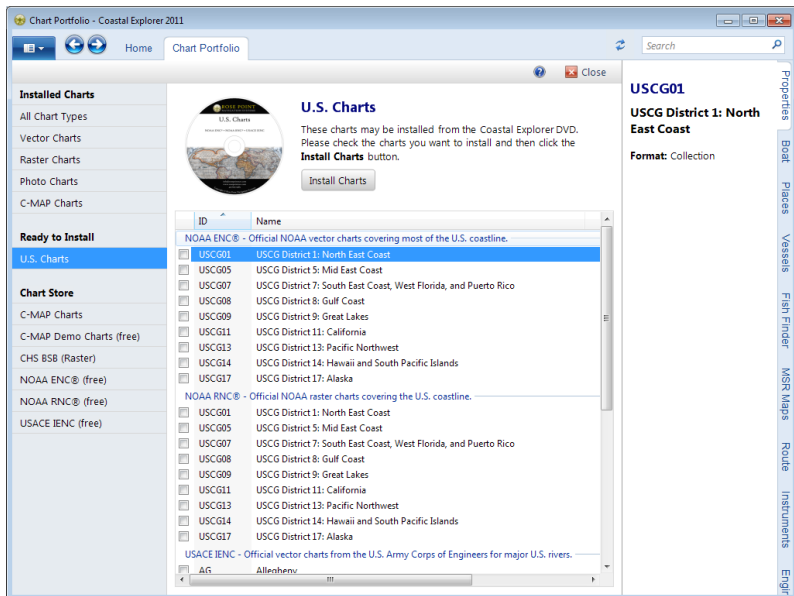 Chart Portfolio - Coastal Explorer 2011
Home
Chart Portfolio
Search
Close
Installed Charts
All Chart Types
Vector Charts
Raster Charts
Photo Charts
C-MAP Charts
Ready to Install
U.S. Charts
Chart Store
C-MAP Charts
C-MAP Demo Charts (free)
CHS BSB (Raster)
NOAA ENC® (free)
NOAA RNC® (free)
USACE IENC (free)
ROSE POINT
U.S. Charts
U.S. Charts
These charts may be installed from the Coastal Explorer DVD.
Please check the charts you want to install and then click the
Install Charts button.
Install Charts
ID Name
NOAA ENC® - Official NOAA vector charts covering most of the U.S. coastline.
USCG01 USCG District 1: North East Coast
USCG05 USCG District 5: Mid East Coast
USCG07 USCG District 7: South East Coast, West Florida, and Puerto Rico
USCG08 USCG District 8: Gulf Coast
USCG09 USCG District 9: Great Lakes
USCG11 USCG District 11: California
USCG13 USCG District 13: Pacific Northwest
USCG14 USCG District 14: Hawaii and South Pacific Islands
USCG17 USCG District 17: Alaska
NOAA RNC® - Official NOAA raster charts covering the U.S. coastline.
USCG01 USCG District 1: North East Coast
USCG05 USCG District 5: Mid East Coast
USCG07 USCG District 7: South East Coast, West Florida, and Puerto Rico
USCG08 USCG District 8: Gulf Coast
USCG09 USCG District 9: Great Lakes
USCG11 USCG District 11: California
USCG13 USCG District 13: Pacific Northwest
USCG14 USCG District 14: Hawaii and South Pacific Islands
USCG17 USCG District 17: Alaska
USACE IENC - Official vector charts from the U.S. Army Corps of Engineers for major U.S. rivers.
AG Allegheny
USCG01
USCG District 1: North
East Coast
Format: Collection
Properties
Boat
Places
Vessels
Fish Finder
MSR Maps
Route
Instruments
Engin